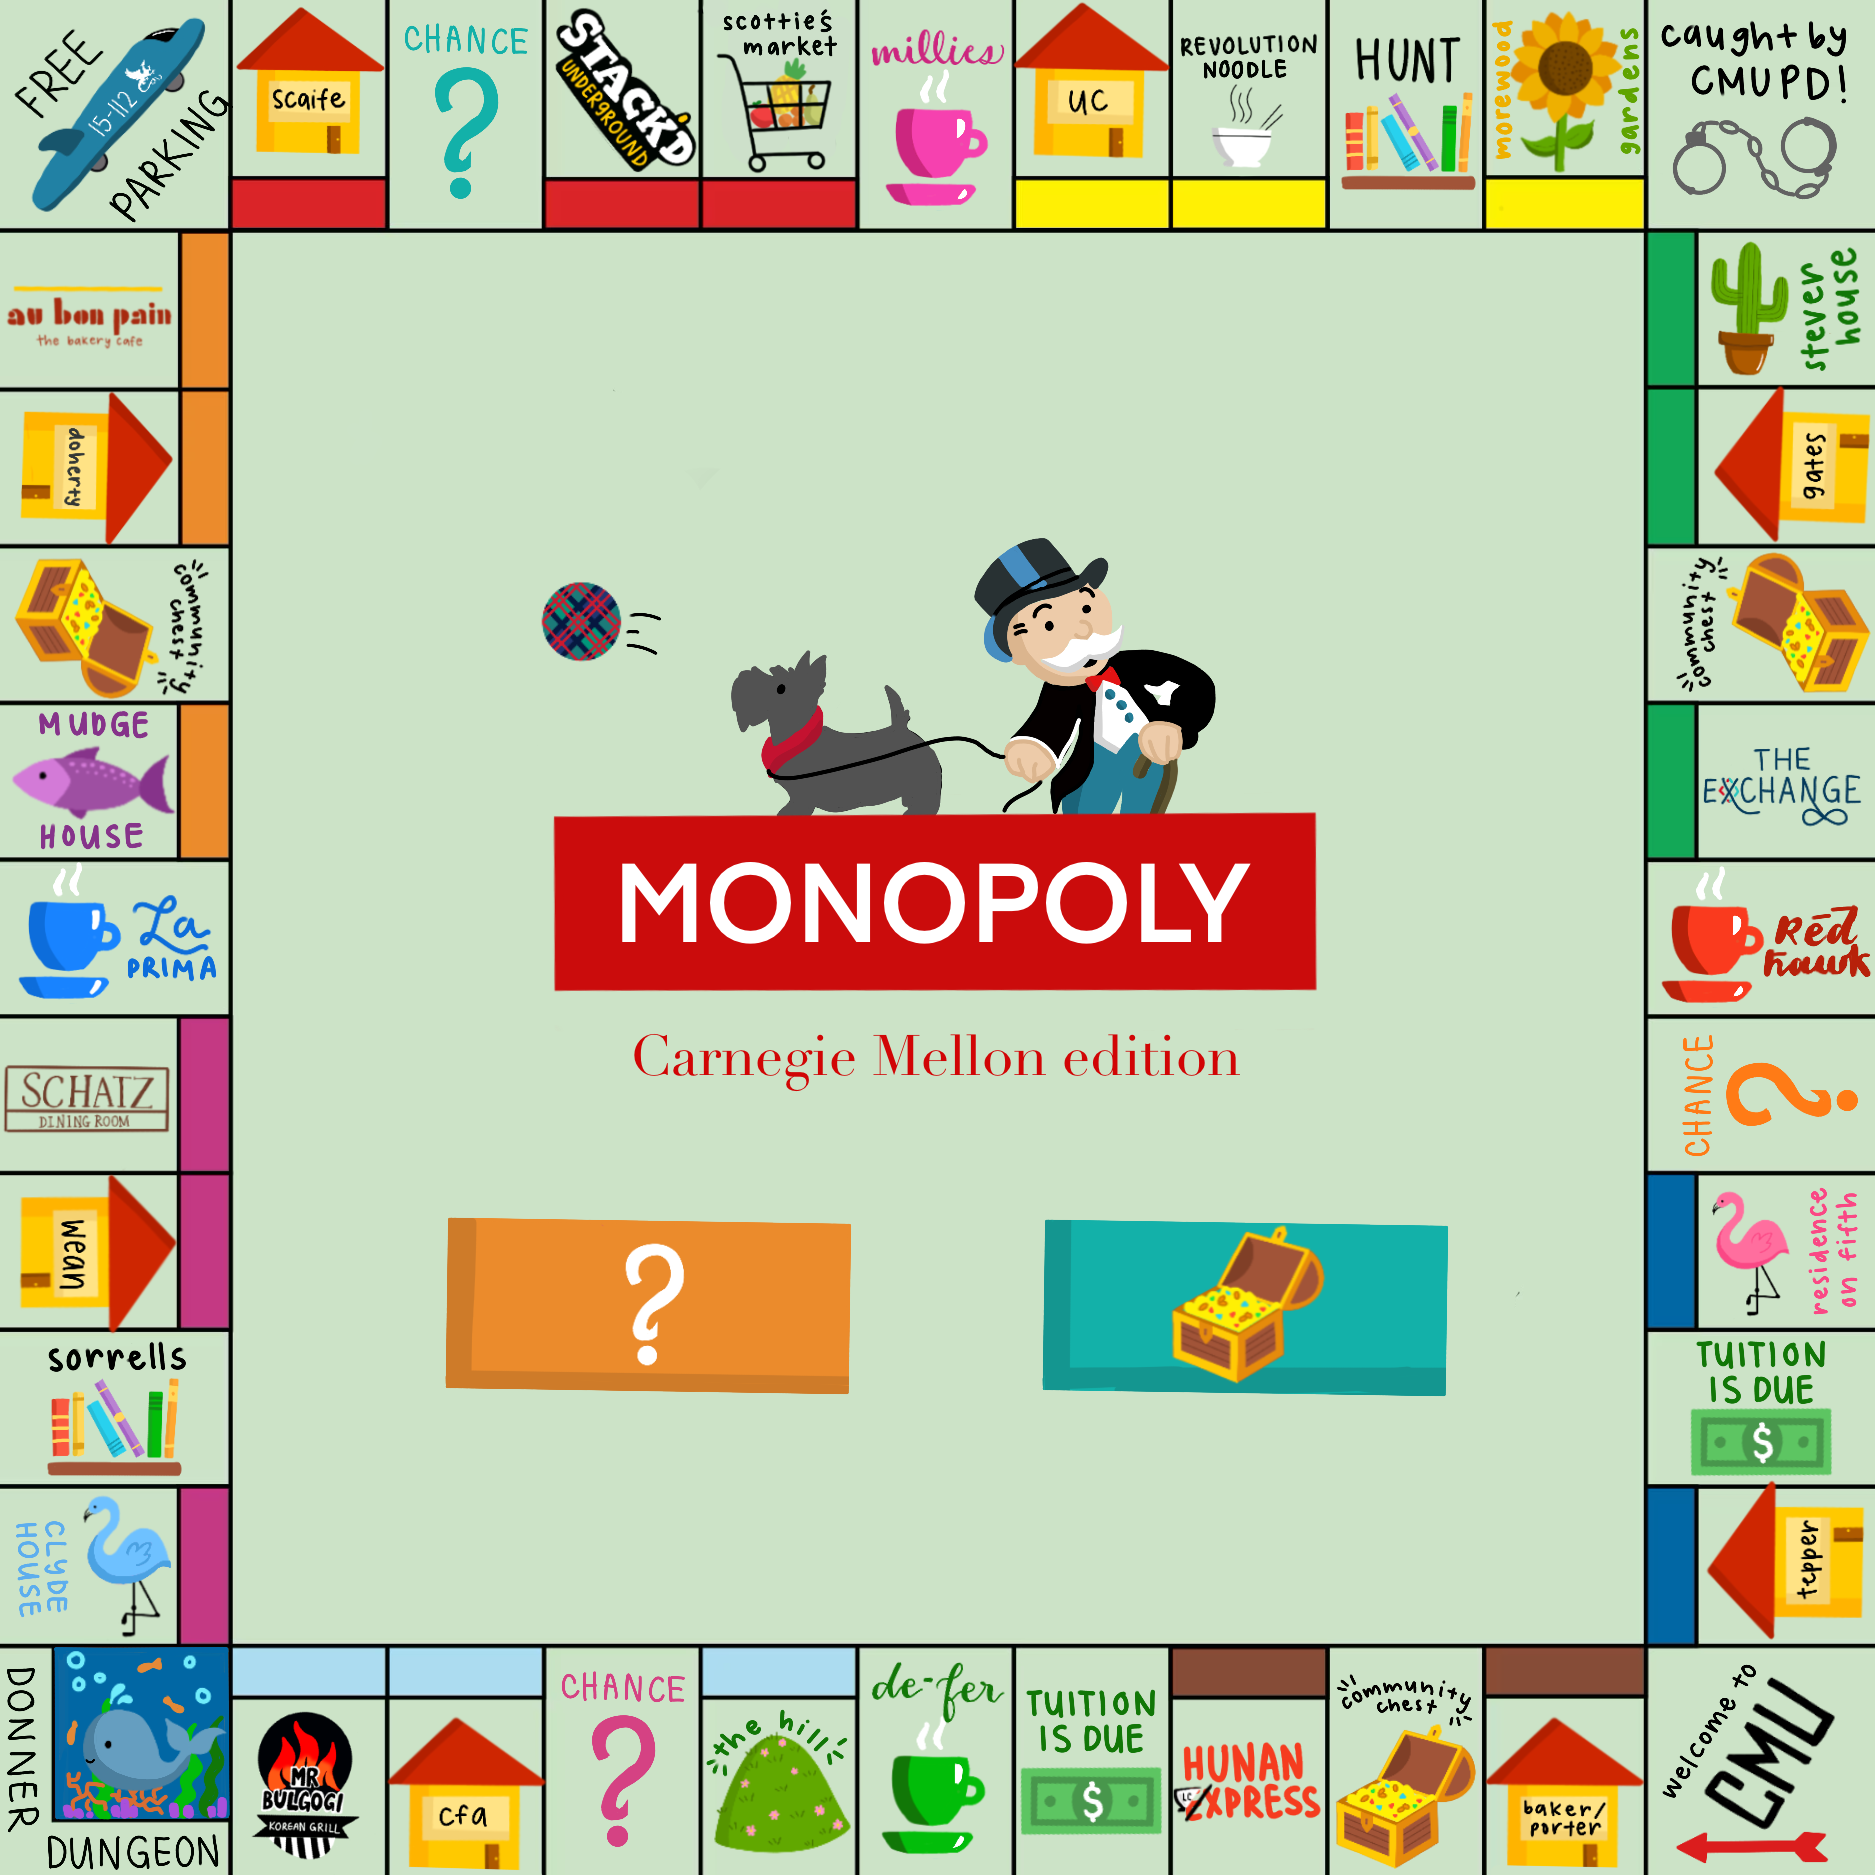 FREE
15-112
PARKING
scaife
CHANCE
?
STACK'D
UNDERGROUND
scottie's
market
millies
UC
REVOLUTION
NOODLE
HUNT
morewood
gardens
caught by
CMUPD!
au bon pain
the bakery cafe
doherty
community
chest
MUDGE
HOUSE
La
PRIMA
SCHATZ
DINING ROOM
wean
sorrells
CLYDE
HOUSE
stever
house
gates
community
chest
THE
EXCHANGE
Red
hawk
CHANCE
?
residence
on fifth
TUITION
IS DUE
$
tepper
MONOPOLY
Carnegie Mellon edition
?
DONNER
DUNGEON
MR
BULGOGI
KOREAN GRILL
cfa
CHANCE
?
the hill
de-fer
TUITION
IS DUE
$
HUNAN
EXPRESS
community
chest
baker/
porter
welcome to
CMU